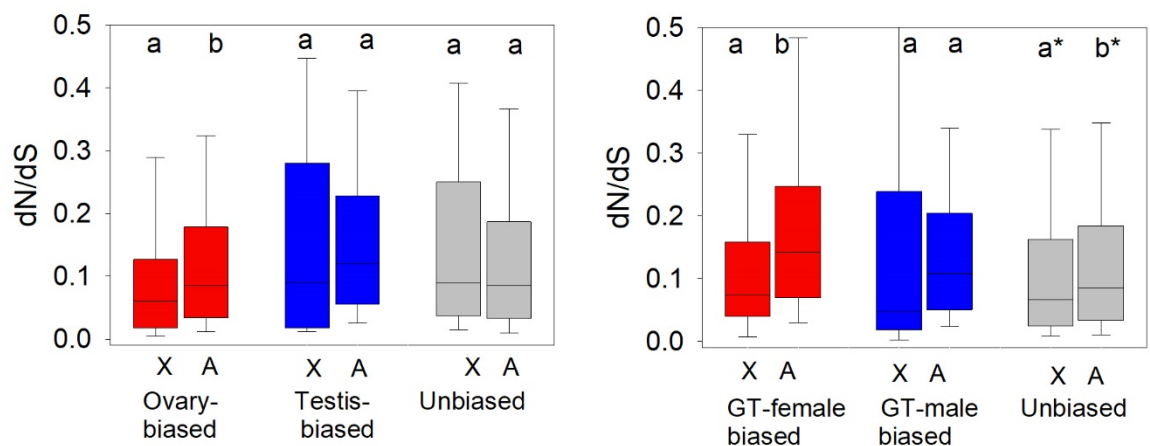 0.5
a b a a a a
0.4
0.3
dN/dS
0.2
0.1
0.0
X A X A X A
Ovary-
biased
Testis-
biased
Unbiased
0.5
a b a a a* b*
0.4
0.3
dN/dS
0.2
0.1
0.0
X A X A X A
GT-female
biased
GT-male
biased
Unbiased